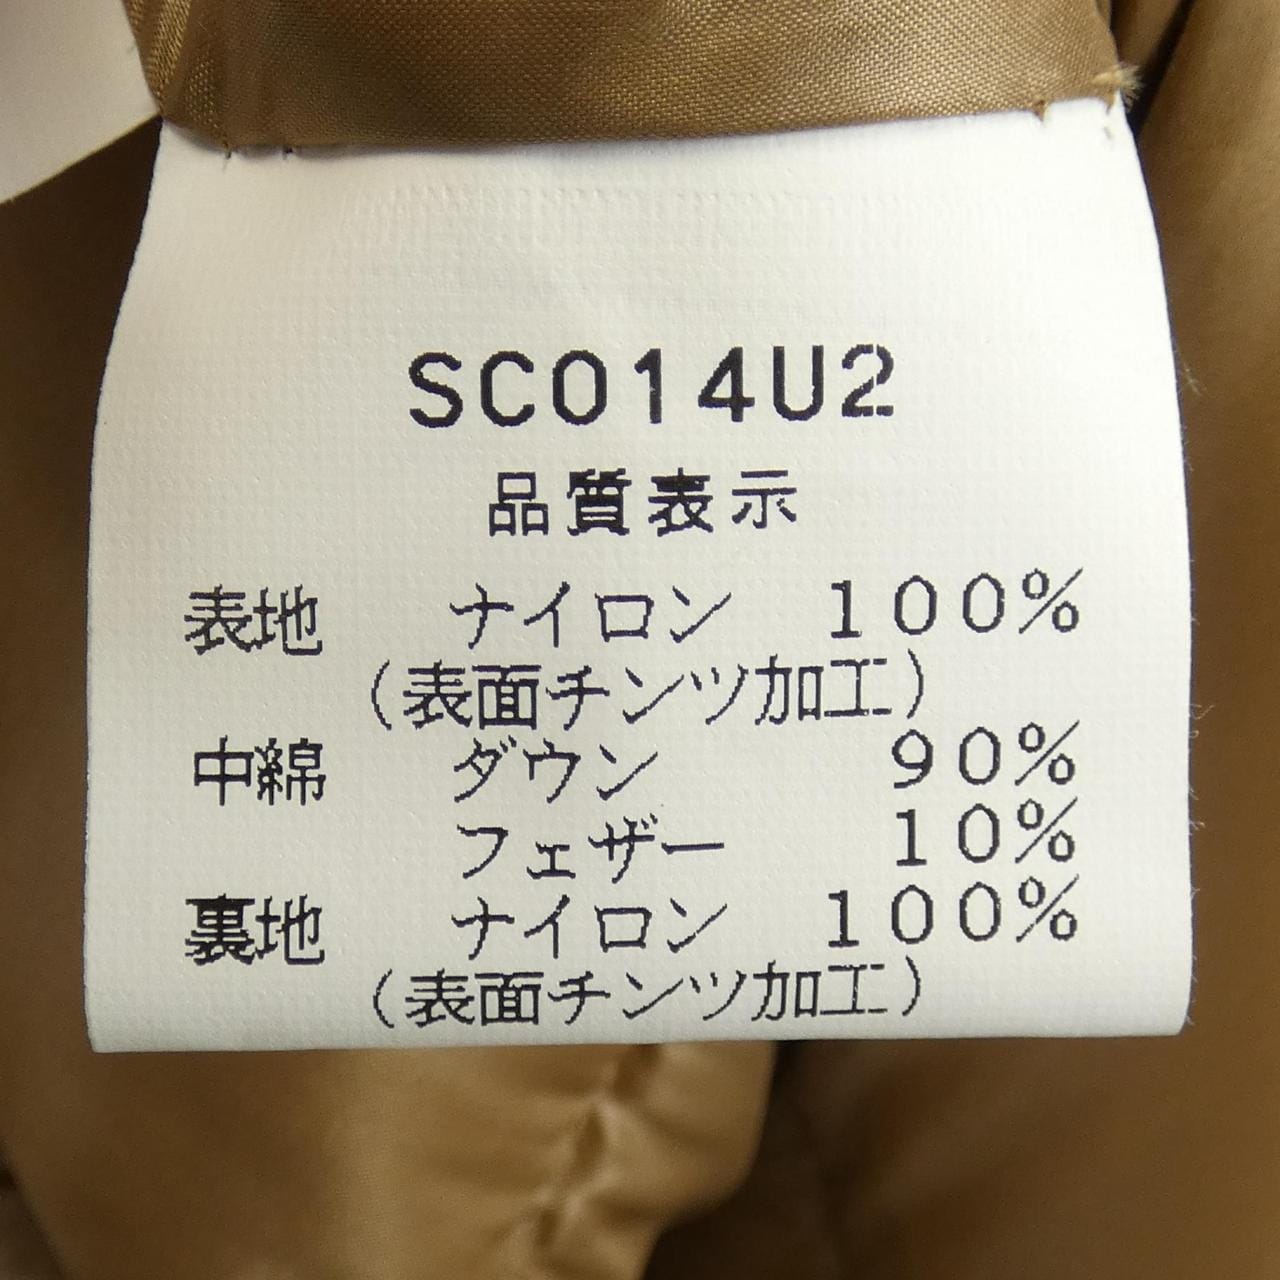 SC014U2
品質表示
表地 ナイロン 100%
(表面チンツ加工)
中綿 ダウン 90%
フェザー 10%
裏地 ナイロン 100%
(表面チンツ加工)